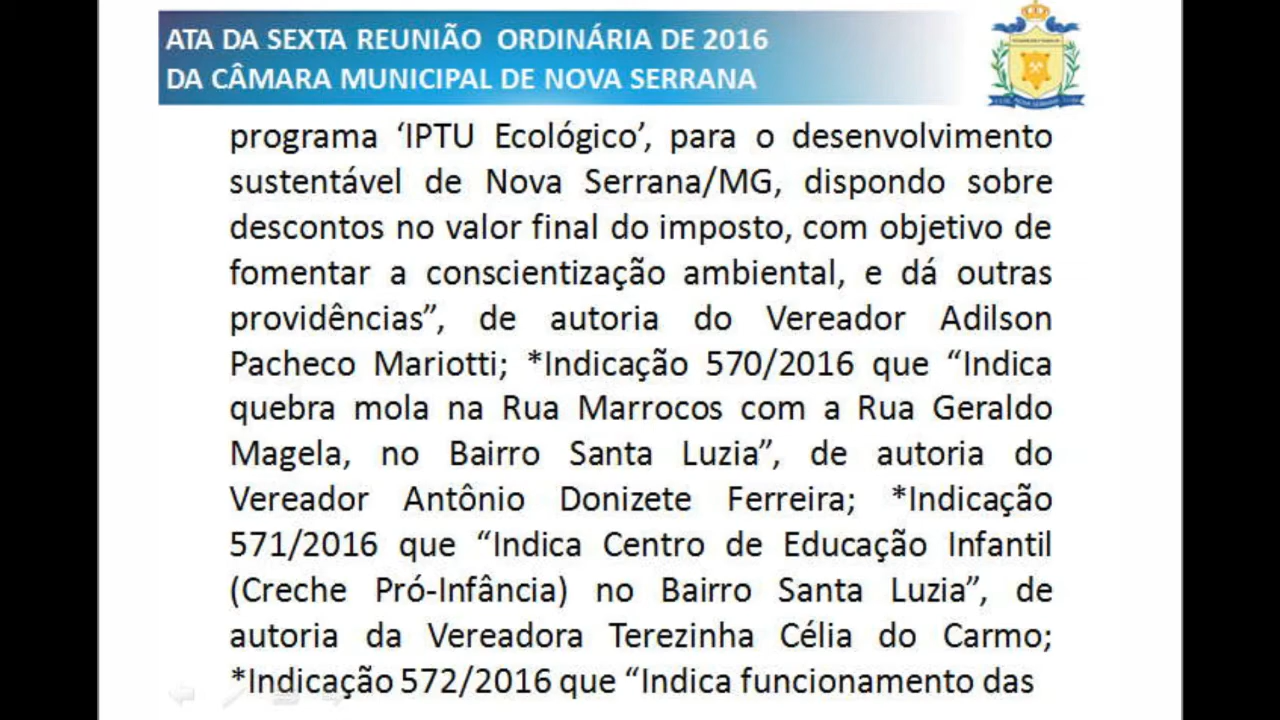 ATA DA SEXTA REUNIÃO ORDINÁRIA DE 2016
DA CÂMARA MUNICIPAL DE NOVA SERRANA
programa ‘IPTU Ecológico’, para o desenvolvimento
sustentável de Nova Serrana/MG, dispondo sobre
descontos no valor final do imposto, com objetivo de
fomentar a conscientização ambiental, e dá outras
providências”, de autoria do Vereador Adilson
Pacheco Mariotti; *Indicação 570/2016 que “Indica
quebra mola na Rua Marrocos com a Rua Geraldo
Magela, no Bairro Santa Luzia”, de autoria do
Vereador Antônio Donizete Ferreira; *Indicação
571/2016 que “Indica Centro de Educação Infantil
(Creche Pró-Infância) no Bairro Santa Luzia”, de
autoria da Vereadora Terezinha Célia do Carmo;
*Indicação 572/2016 que “Indica funcionamento das